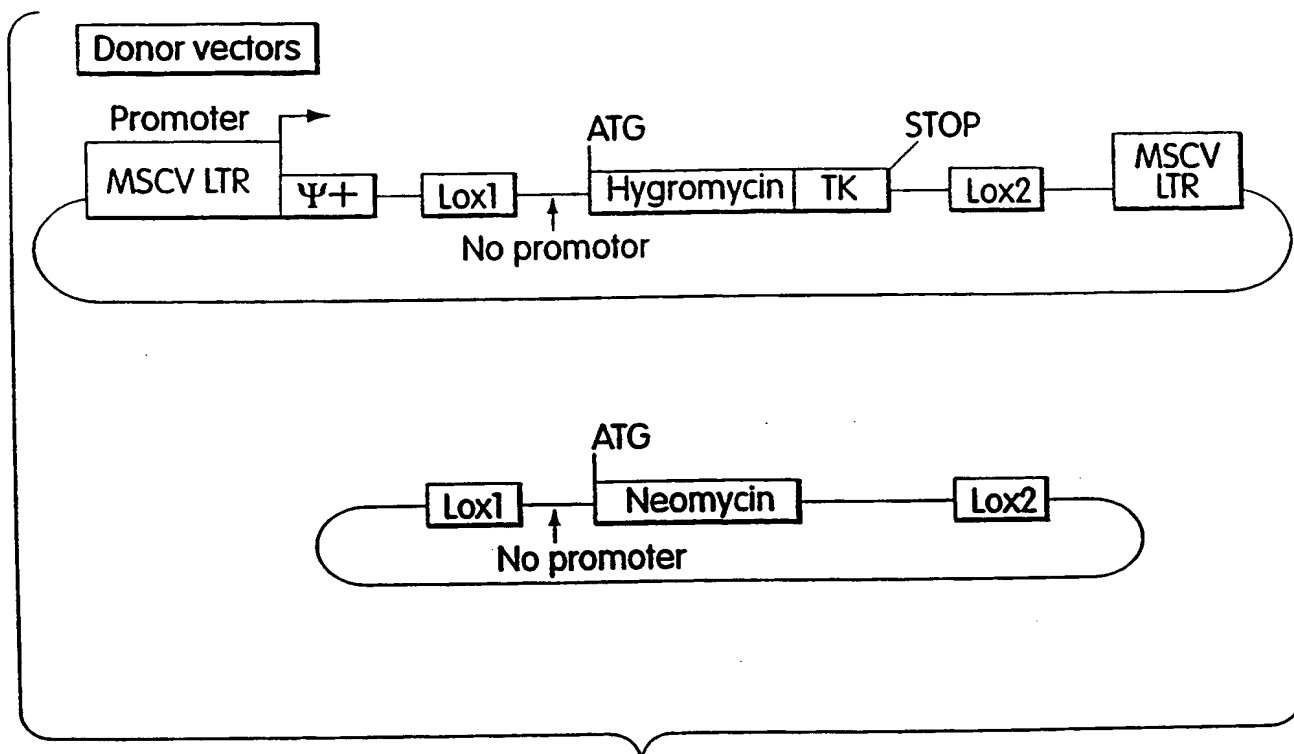 Donor vectors
Promoter
ATG
STOP
MSCV LTR
Ψ+
Lox1
Hygromycin
TK
Lox2
MSCV
LTR
No promotor
ATG
Lox1
Neomycin
Lox2
No promoter